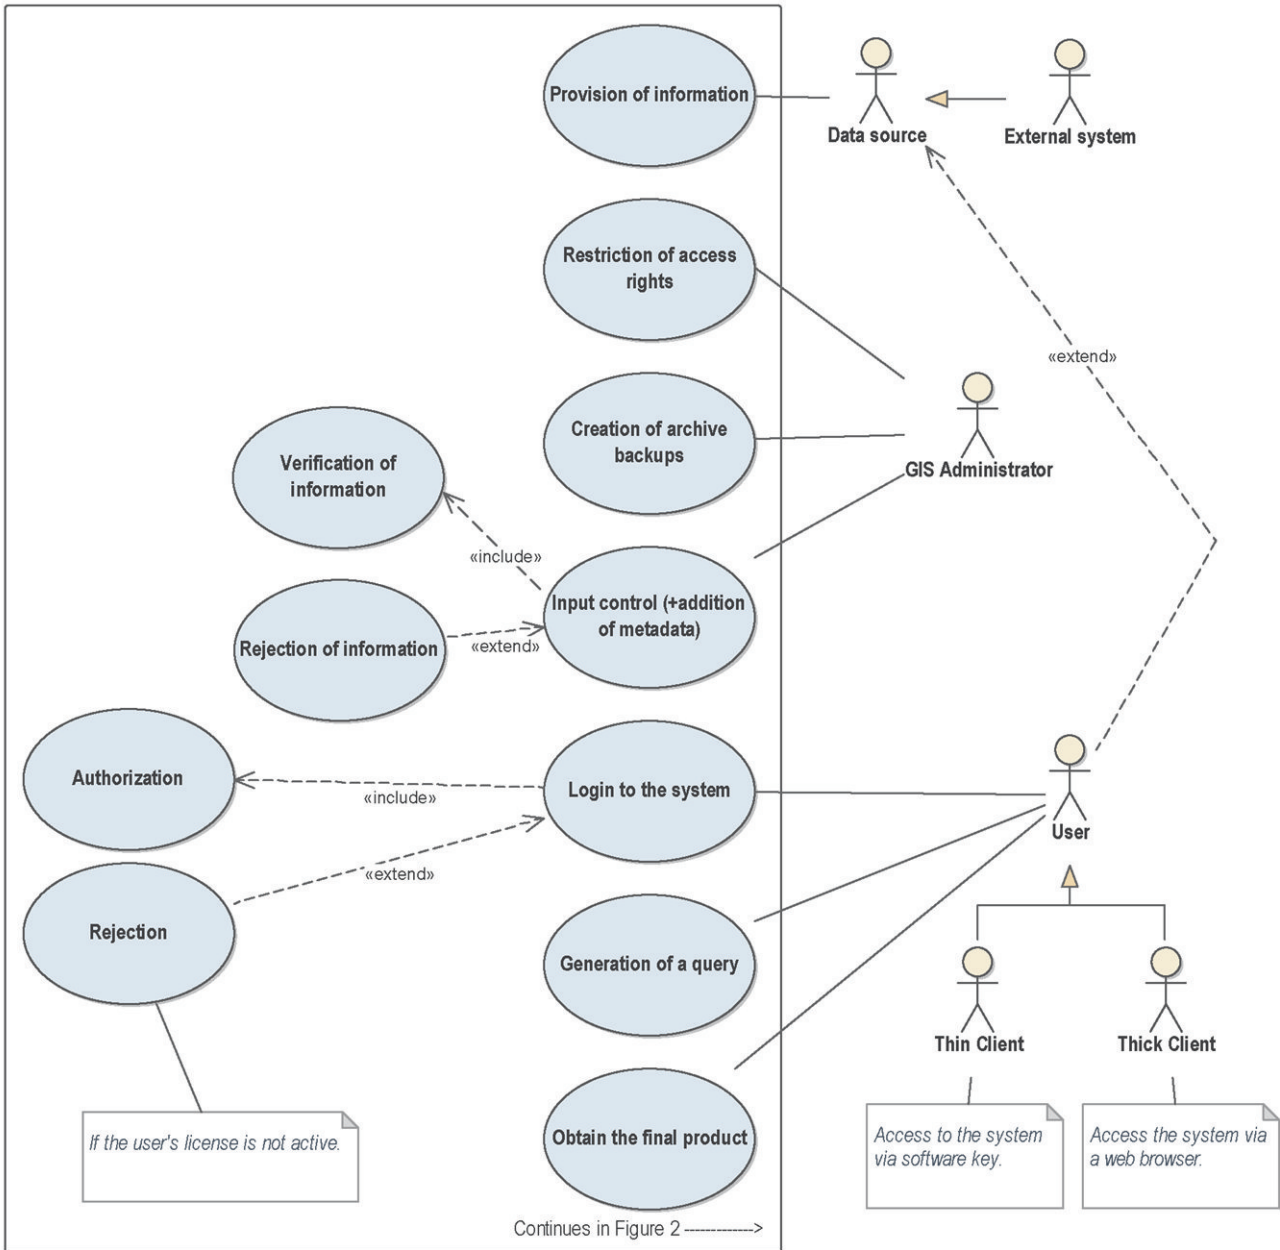 Provision of information
Data source
External system
Restriction of access
rights
«extend»
Creation of archive
backups
GIS Administrator
Verification of
information
«include»
Input control (+addition
of metadata)
Rejection of information
«extend»
Authorization
«include»
Login to the system
User
«extend»
Rejection
Generation of a query
Thin Client
Thick Client
If the user's license is not active.
Obtain the final product
Access to the system
via software key.
Access the system via
a web browser.
Continues in Figure 2